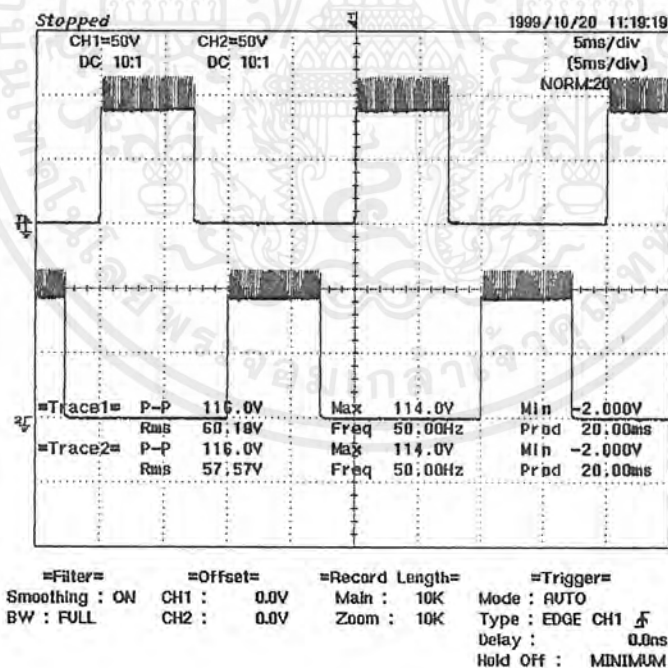 Stopped 1999/10/20 11:19:19
CH1=50V CH2=50V 5ms/div
DC 10:1 DC 10:1 (5ms/div)
=Trace1= P-P 116.0V Max 114.0V Min -2.000V
Rms 60.18V Freq 50.00Hz Prd 20.00ms
=Trace2= P-P 116.0V Max 114.0V Min -2.000V
Rms 57.57V Freq 50.00Hz Prd 20.00ms
=Filter= =Offset= =Record Length= =Trigger=
Smoothing : ON CH1 : 0.0V Main : 10K Mode : AUTO
BW : FULL CH2 : 0.0V Zoom : 10K Type : EDGE CH1
Delay : 0.0ns
Hold Off : MINIMUM